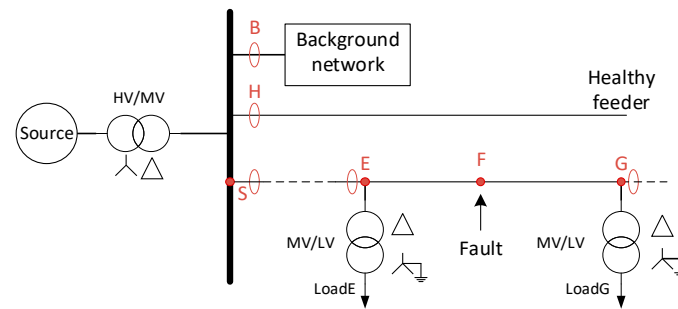 B
Background
network
HV/MV
H
Healthy
feeder
Source
S
E
F
G
MV/LV
Fault
MV/LV
LoadE
LoadG